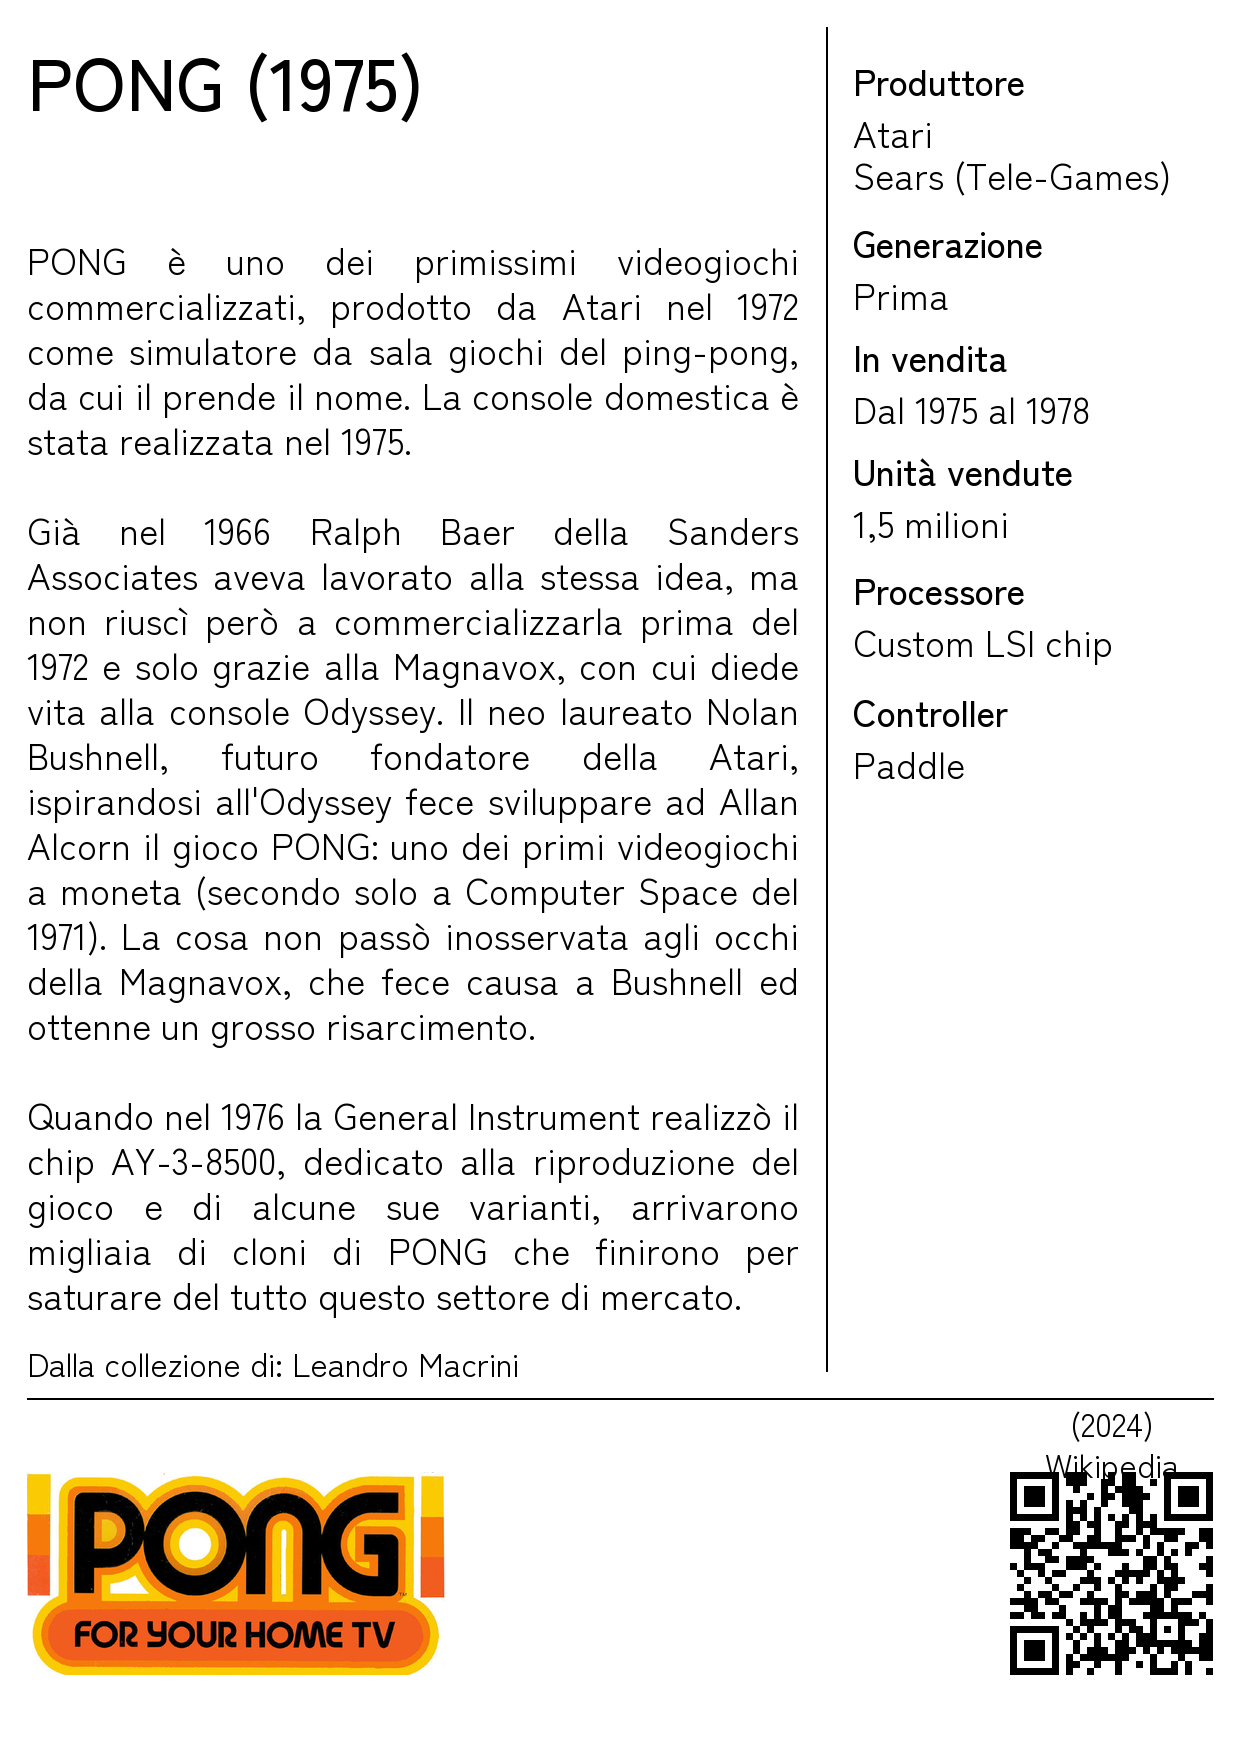 PONG (1975)
PONG è uno dei primissimi videogiochi
commercializzati, prodotto da Atari nel 1972
come simulatore da sala giochi del ping-pong,
da cui il prende il nome. La console domestica è
stata realizzata nel 1975.
Già nel 1966 Ralph Baer della Sanders
Associates aveva lavorato alla stessa idea, ma
non riuscì però a commercializzarla prima del
1972 e solo grazie alla Magnavox, con cui diede
vita alla console Odyssey. Il neo laureato Nolan
Bushnell, futuro fondatore della Atari,
ispirandosi all'Odyssey fece sviluppare ad Allan
Alcorn il gioco PONG: uno dei primi videogiochi
a moneta (secondo solo a Computer Space del
1971). La cosa non passò inosservata agli occhi
della Magnavox, che fece causa a Bushnell ed
ottenne un grosso risarcimento.
Quando nel 1976 la General Instrument realizzò il
chip AY-3-8500, dedicato alla riproduzione del
gioco e di alcune sue varianti, arrivarono
migliaia di cloni di PONG che finirono per
saturare del tutto questo settore di mercato.
Dalla collezione di: Leandro Macrini
Produttore
Atari
Sears (Tele-Games)
Generazione
Prima
In vendita
Dal 1975 al 1978
Unità vendute
1,5 milioni
Processore
Custom LSI chip
Controller
Paddle
PONG™
FOR YOUR HOME TV
(2024)
Wikipedia